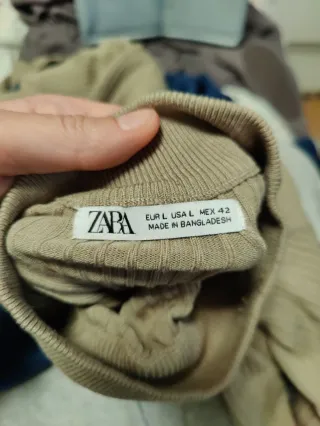 ZARA
EUR L USA L MEX 42
MADE IN BANGLADESH